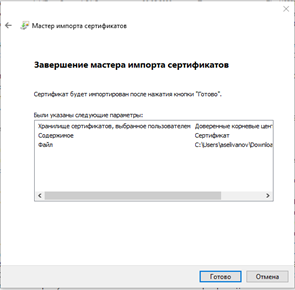 Мастер импорта сертификатов
Завершение мастера импорта сертификатов
Сертификат будет импортирован после нажатия кнопки "Готово".
Были указаны следующие параметры:
Хранилище сертификатов, выбранное пользователем Доверенные корневые цент
Содержимое Сертификат
Файл C:\Users\aselivanov\Downloa
Готово Отмена